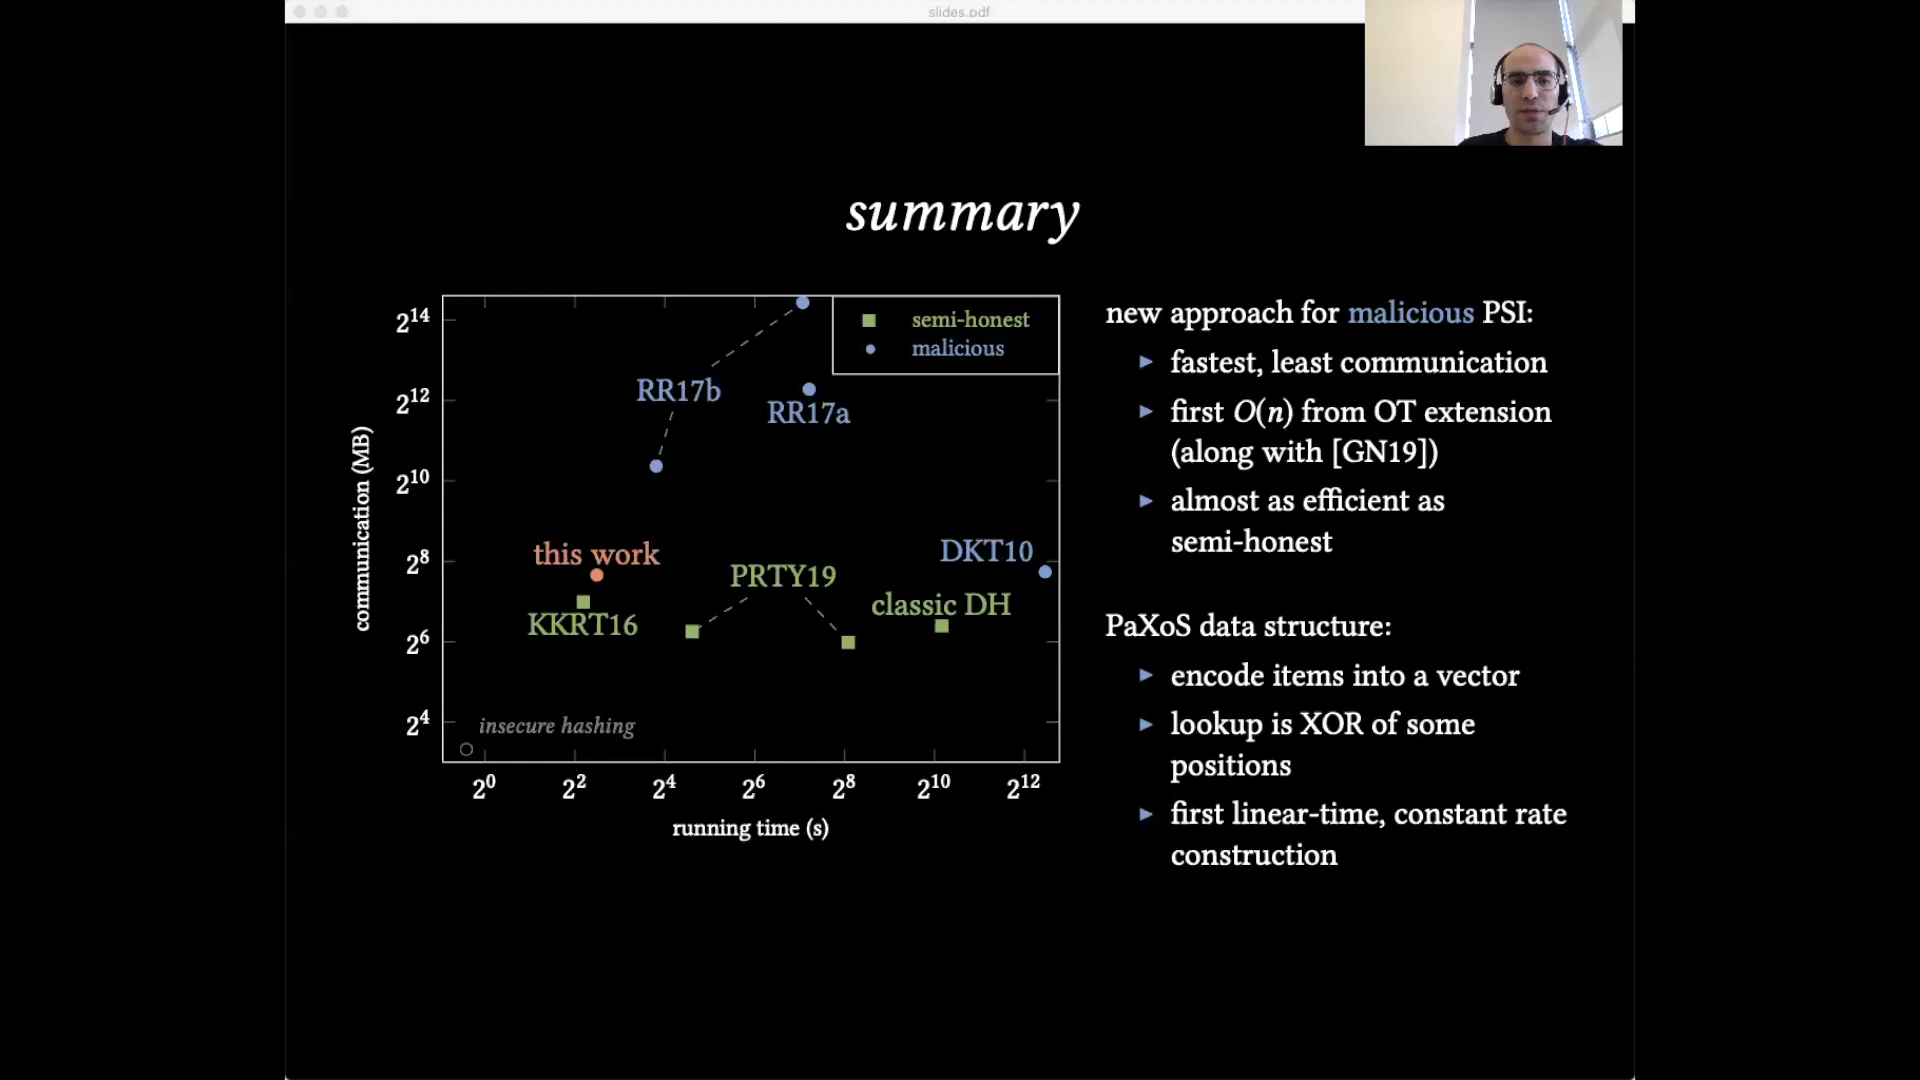 slides.pdf
summary
2^14
2^12
2^10
2^8
2^6
2^4
communication (MB)
semi-honest
malicious
RR17b
RR17a
this work
DKT10
PRTY19
classic DH
KKRT16
insecure hashing
2^0 2^2 2^4 2^6 2^8 2^10 2^12
running time (s)
new approach for malicious PSI:
▶ fastest, least communication
▶ first O(n) from OT extension
(along with [GN19])
▶ almost as efficient as
semi-honest
PaXoS data structure:
▶ encode items into a vector
▶ lookup is XOR of some
positions
▶ first linear-time, constant rate
construction